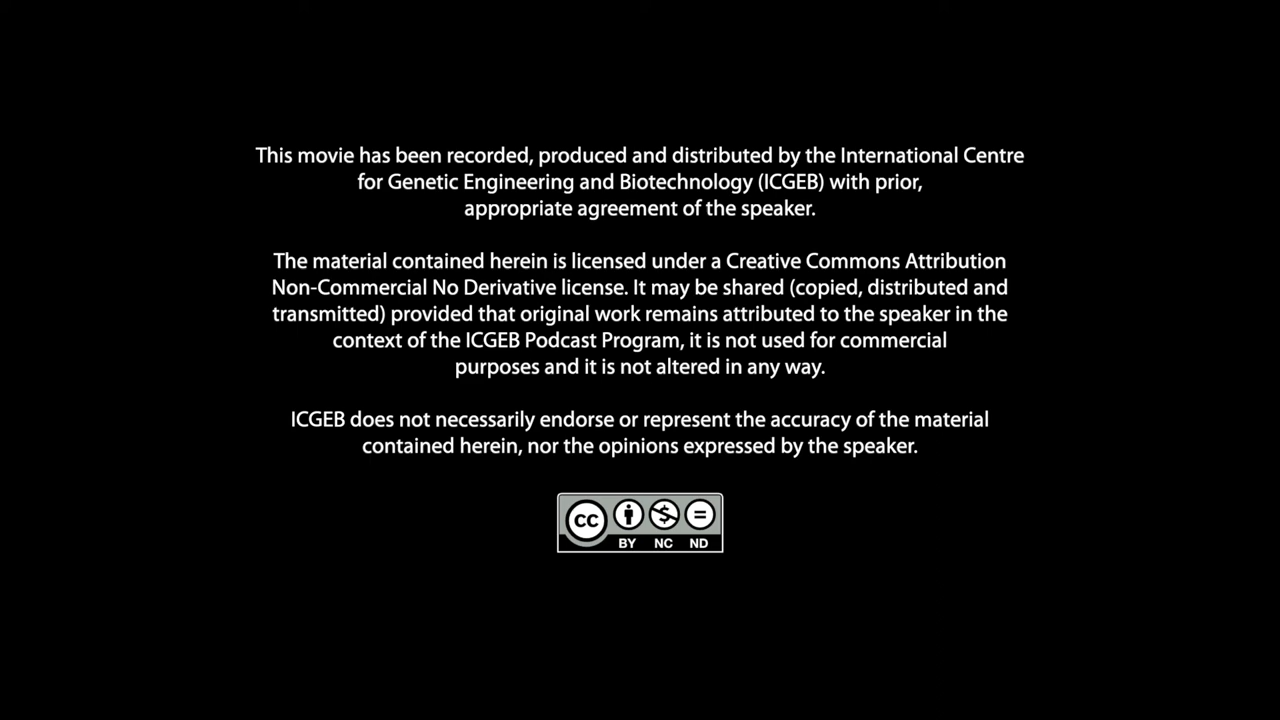 This movie has been recorded, produced and distributed by the International Centre
for Genetic Engineering and Biotechnology (ICGEB) with prior,
appropriate agreement of the speaker.
The material contained herein is licensed under a Creative Commons Attribution
Non-Commercial No Derivative license. It may be shared (copied, distributed and
transmitted) provided that original work remains attributed to the speaker in the
context of the ICGEB Podcast Program, it is not used for commercial
purposes and it is not altered in any way.
ICGEB does not necessarily endorse or represent the accuracy of the material
contained herein, nor the opinions expressed by the speaker.
cc
BY NC ND